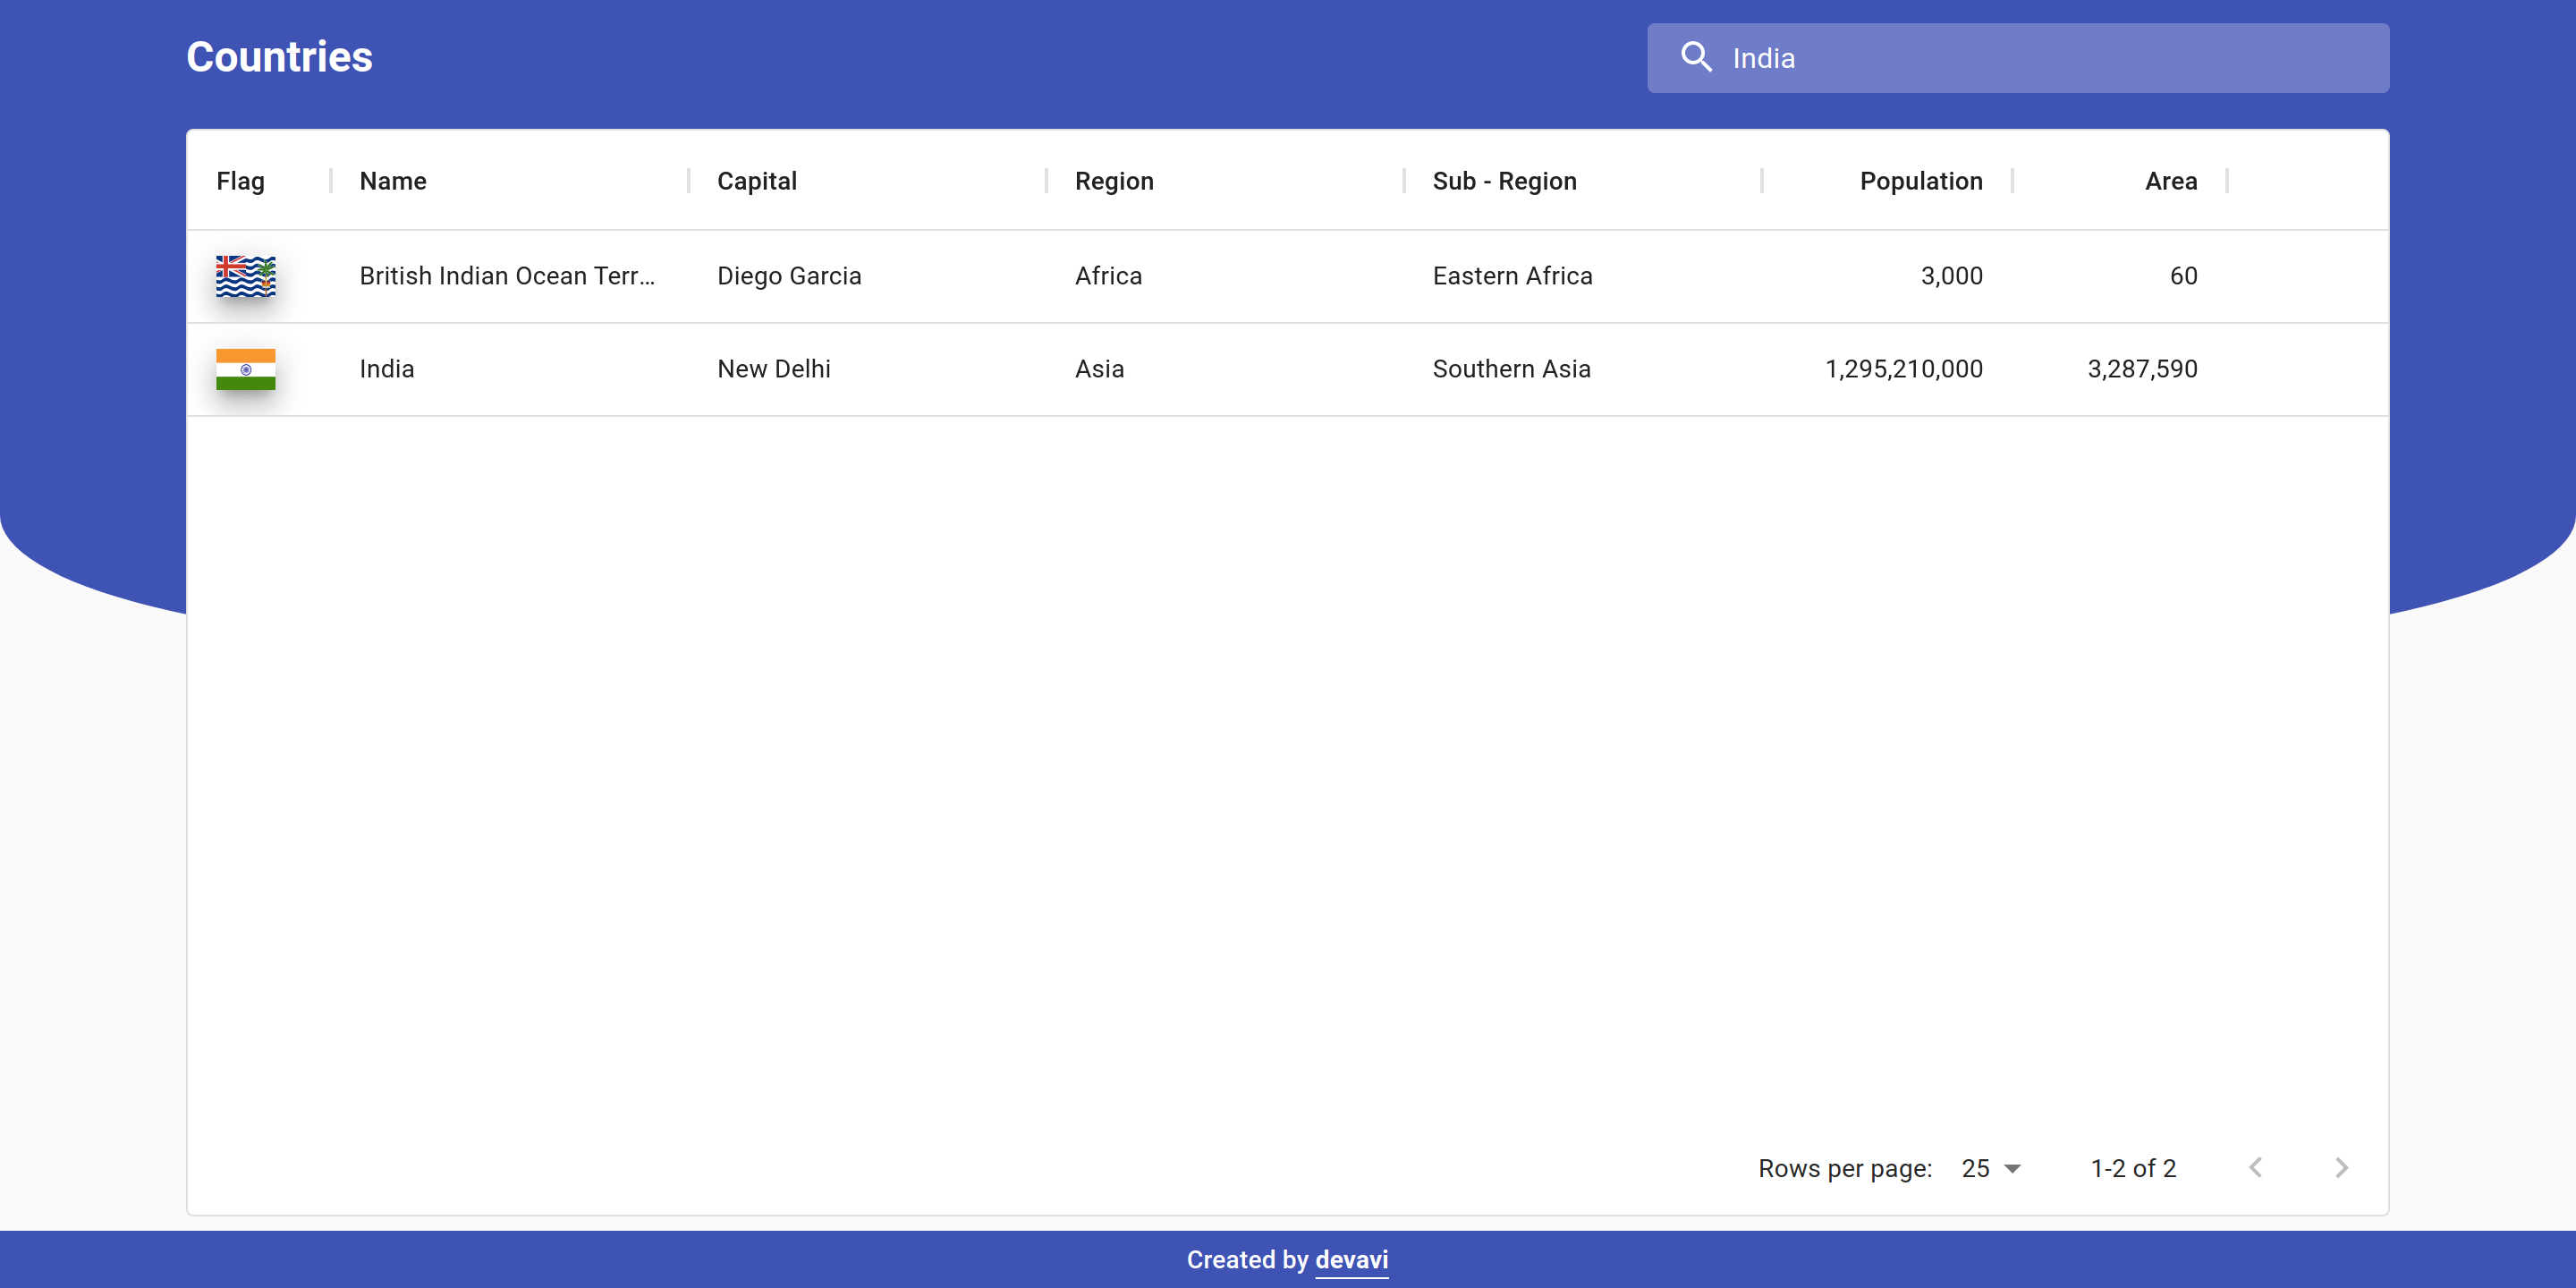 Countries
India
Flag Name Capital Region Sub - Region Population Area
British Indian Ocean Terr... Diego Garcia Africa Eastern Africa 3,000 60
India New Delhi Asia Southern Asia 1,295,210,000 3,287,590
Rows per page: 25 1-2 of 2
Created by devavi